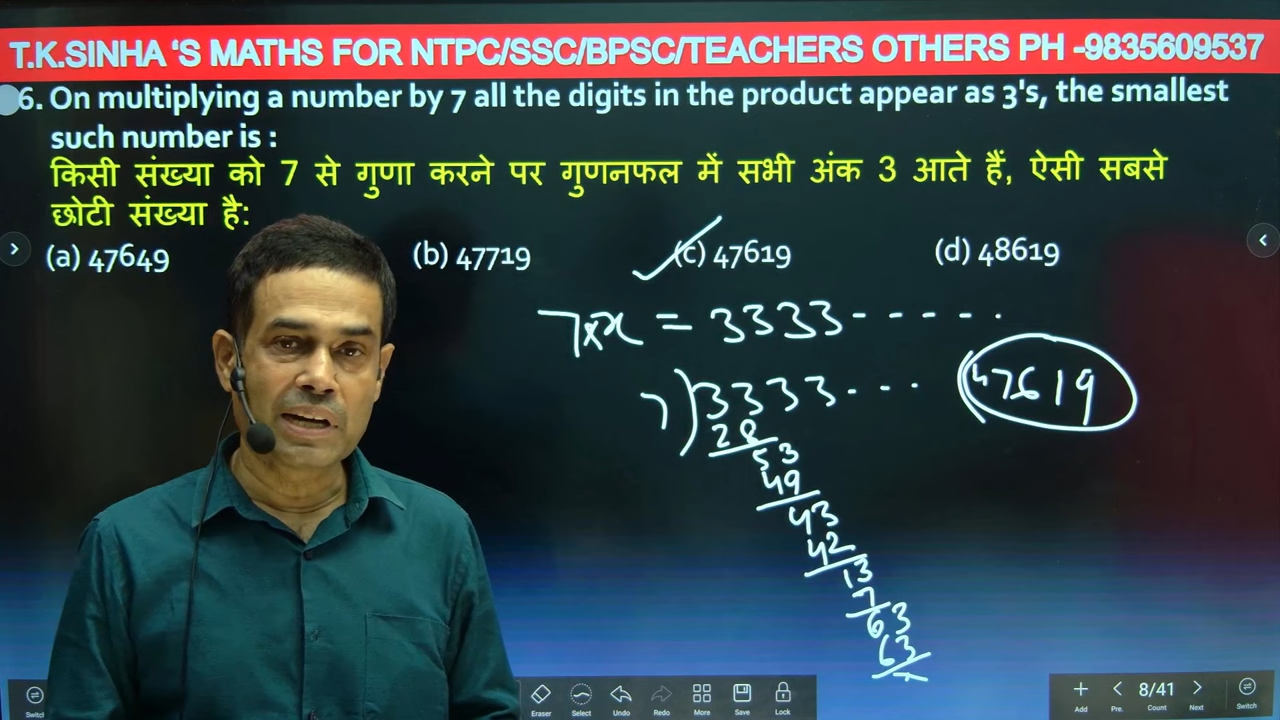 T.K.SINHA ‘S MATHS FOR NTPC/SSC/BPSC/TEACHERS OTHERS PH -9835609537
6. On multiplying a number by 7 all the digits in the product appear as 3's, the smallest
such number is :
किसी संख्या को 7 से गुणा करने पर गुणनफल में सभी अंक 3 आते हैं, ऐसी सबसे
छोटी संख्या है:
(a) 47649 (b) 47719 (c) 47619 (d) 48619
7×x = 3333-----.
7)3333--- 47619
28
53
49
43
42
13
7
63
63
×
Switch Eraser Select Undo Redo More Save Lock Add Pre. 8/41 Count Next Switch